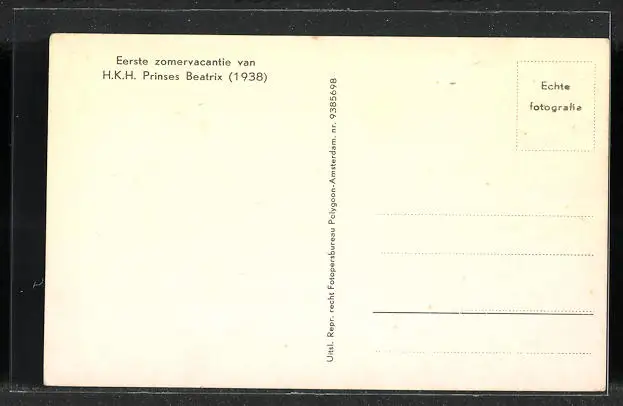 Eerste zomervacantie van
H.K.H. Prinses Beatrix (1938)
Uitsl. Repr. recht Fotopersbureau Polygoon-Amsterdam. nr. 9385698
Echte
fotografie